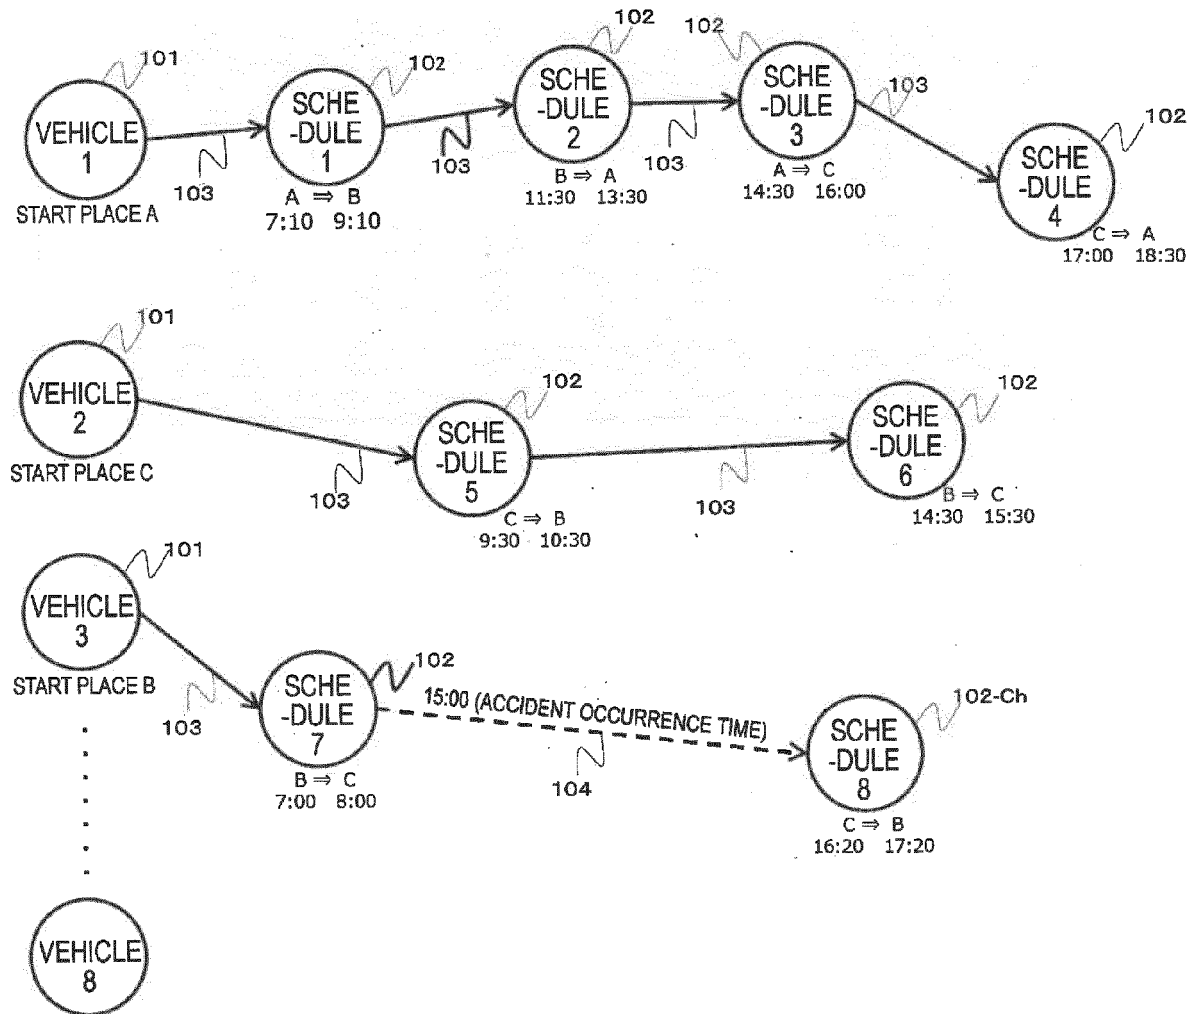 101
VEHICLE
1
START PLACE A
103
102
SCHE
-DULE
1
A ⇒ B
7:10 9:10
103
102
SCHE
-DULE
2
B ⇒ A
11:30 13:30
103
102
SCHE
-DULE
3
A ⇒ C
14:30 16:00
103
102
SCHE
-DULE
4
C ⇒ A
17:00 18:30
101
VEHICLE
2
START PLACE C
103
102
SCHE
-DULE
5
C ⇒ B
9:30 10:30
103
102
SCHE
-DULE
6
B ⇒ C
14:30 15:30
101
VEHICLE
3
START PLACE B
103
102
SCHE
-DULE
7
B ⇒ C
7:00 8:00
15:00 (ACCIDENT OCCURRENCE TIME)
104
102-Ch
SCHE
-DULE
8
C ⇒ B
16:20 17:20
VEHICLE
8